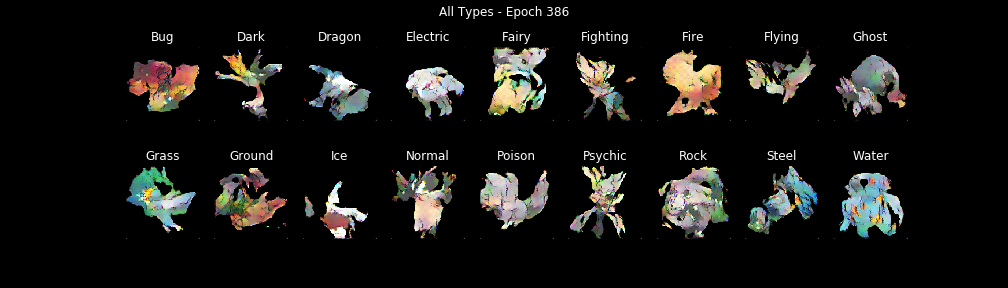 All Types - Epoch 386
Bug Dark Dragon Electric Fairy Fighting Fire Flying Ghost
Grass Ground Ice Normal Poison Psychic Rock Steel Water